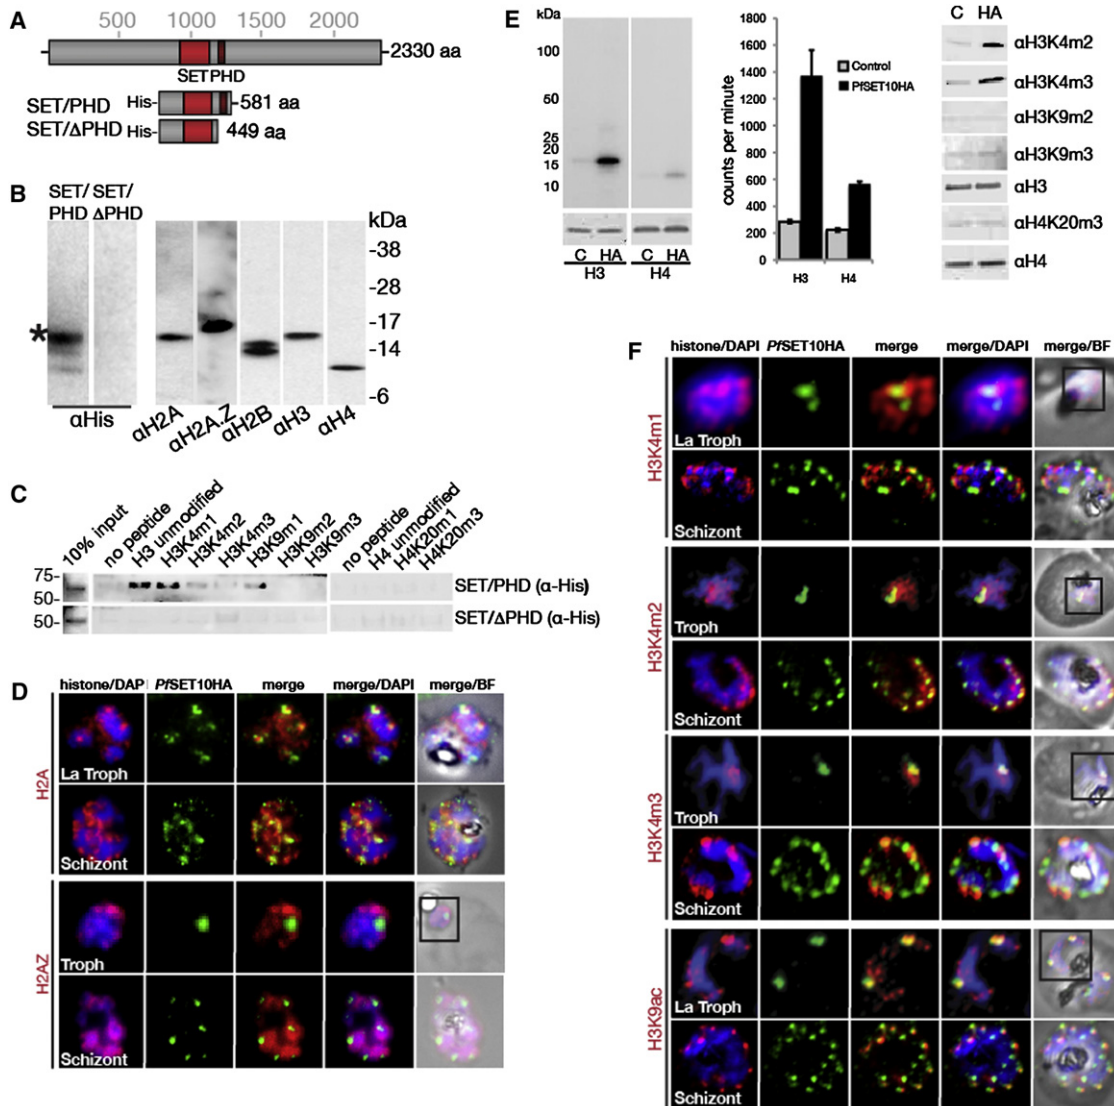 A
500 1000 1500 2000
2330 aa
SET PHD
SET/PHD His- -581 aa
SET/ΔPHD His- 449 aa
B
SET/
PHD
SET/
ΔPHD
kDa
-38
-28
-17
*
-14
-6
αHis
αH2A
αH2A.Z
αH2B
αH3
αH4
C
10% input
no peptide
H3 unmodified
H3K4m1
H3K4m2
H3K4m3
H3K9m1
H3K9m2
H3K9m3
no peptide
H4 unmodified
H4K20m1
H4K20m3
75-
50-
SET/PHD (α-His)
50-
SET/ΔPHD (α-His)
D
histone/DAP PfSET10HA merge merge/DAPI merge/BF
H2A
La Troph
Schizont
H2AZ
Troph
Schizont
E
kDa
100
50
25
20
15
10
C HA C HA
H3 H4
counts per minute
1800
1600
1400
1200
1000
800
600
400
200
0
Control
PfSET10HA
H3 H4
C HA
αH3K4m2
αH3K4m3
αH3K9m2
αH3K9m3
αH3
αH4K20m3
αH4
F
histone/DAPI PfSET10HA merge merge/DAPI merge/BF
H3K4m1
La Troph
Schizont
H3K4m2
Troph
Schizont
H3K4m3
Troph
Schizont
H3K9ac
La Troph
Schizont